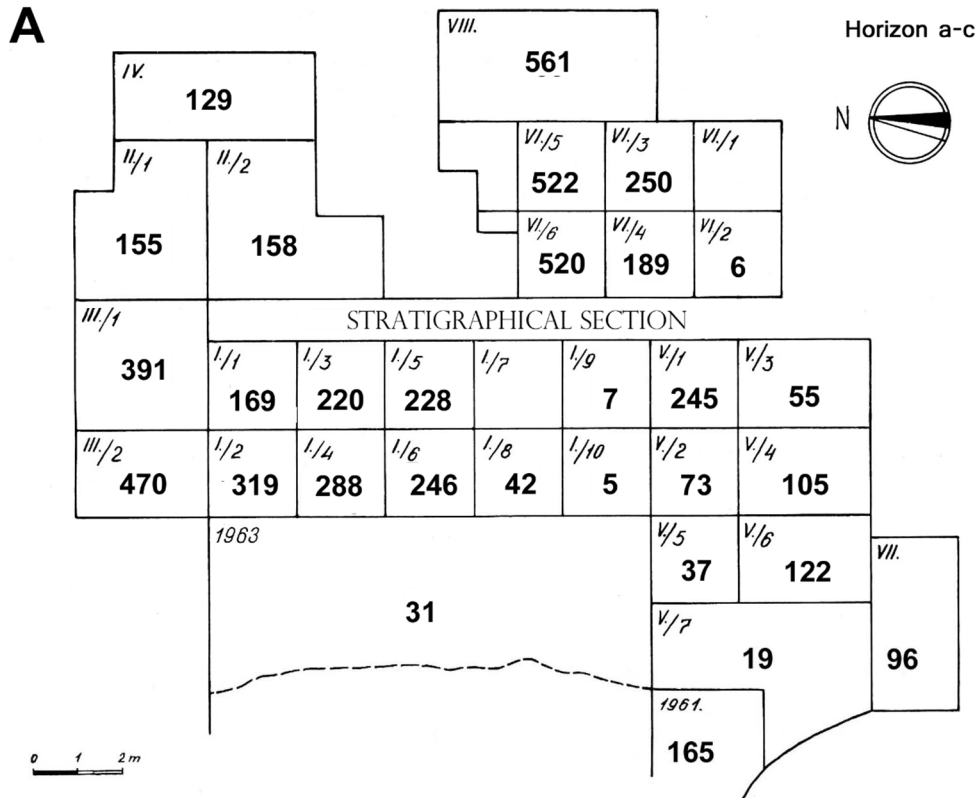 A
Horizon a-c
N
VIII.
561
IV.
129
II./1
155
II./2
158
VI./5
522
VI./3
250
VI./1
VI./6
520
VI./4
189
VI./2
6
STRATIGRAPHICAL SECTION
III./1
391
I./1
169
I./3
220
I./5
228
I./7
I./9
7
V./1
245
V./3
55
III./2
470
I./2
319
I./4
288
I./6
246
I./8
42
I./10
5
V./2
73
V./4
105
1963
31
V./5
37
V./6
122
VII.
96
V./7
19
1961.
165
0 1 2 m